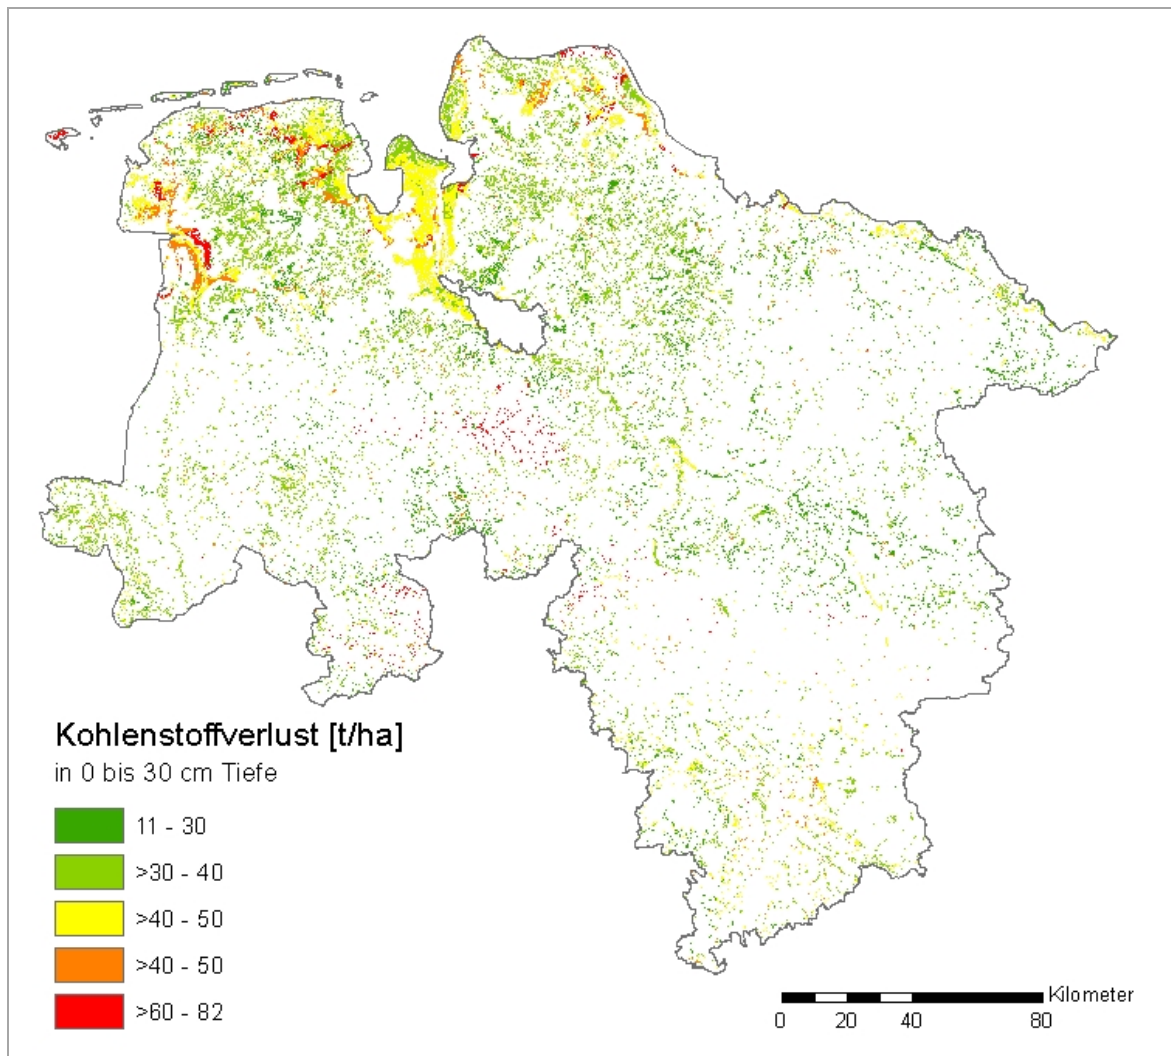 Kohlenstoffverlust [t/ha]
in 0 bis 30 cm Tiefe
11 - 30
>30 - 40
>40 - 50
>40 - 50
>60 - 82
Kilometer
0 20 40 80